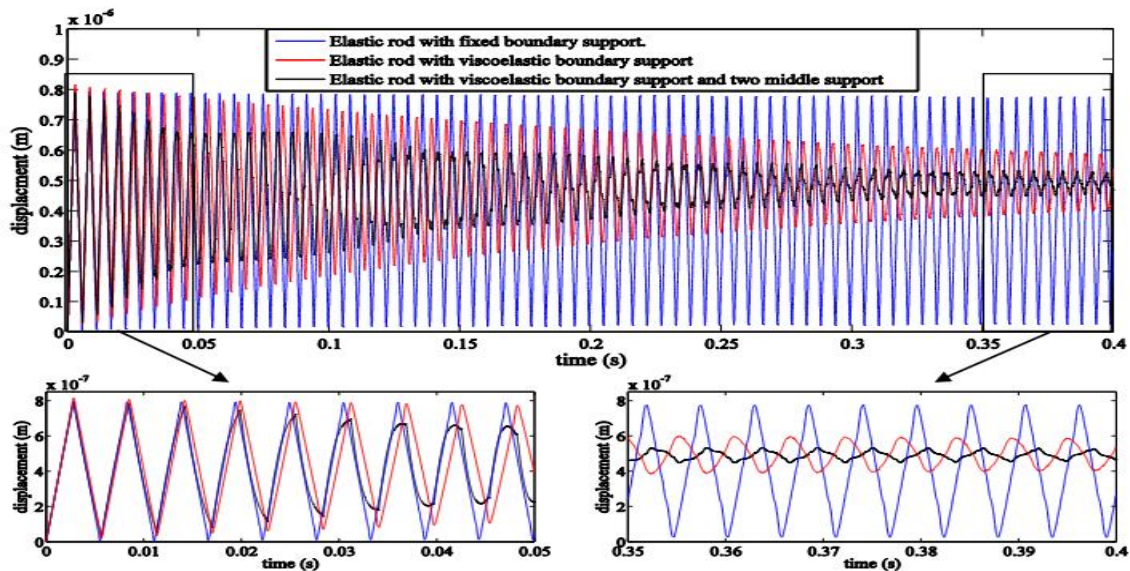 x 10⁻⁶
1
0.9
0.8
0.7
0.6
0.5
0.4
0.3
0.2
0.1
0
displacment (m)
Elastic rod with fixed boundary support.
Elastic rod with viscoelastic boundary support
Elastic rod with viscoelastic boundary support and two middle support
0 0.05 0.1 0.15 0.2 0.25 0.3 0.35 0.4
time (s)
x 10⁻⁷
8
6
4
2
0
displacement (m)
0 0.01 0.02 0.03 0.04 0.05
time (s)
x 10⁻⁷
8
6
4
2
0
displacement (m)
0.35 0.36 0.37 0.38 0.39 0.4
time (s)